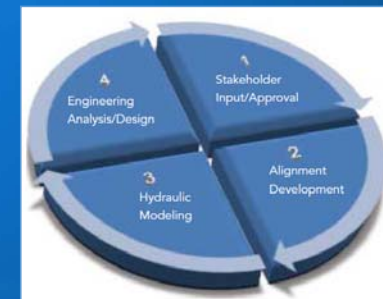 1
Stakeholder
Input/Approval
2
Alignment
Development
3
Hydraulic
Modeling
4
Engineering
Analysis/Design